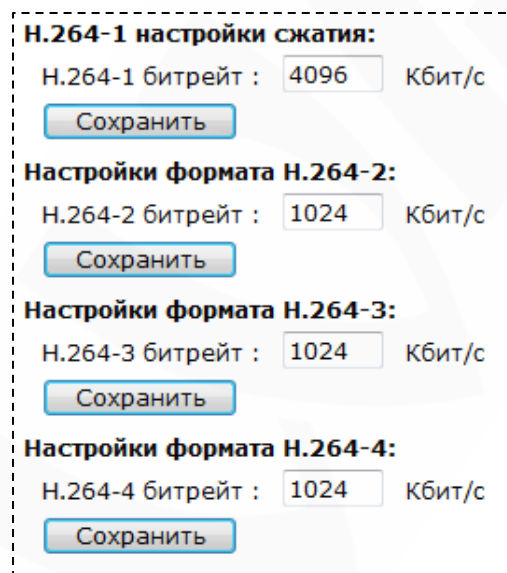 H.264-1 настройки сжатия:
H.264-1 битрейт : 4096 Кбит/с
Сохранить
Настройки формата H.264-2:
H.264-2 битрейт : 1024 Кбит/с
Сохранить
Настройки формата H.264-3:
H.264-3 битрейт : 1024 Кбит/с
Сохранить
Настройки формата H.264-4:
H.264-4 битрейт : 1024 Кбит/с
Сохранить